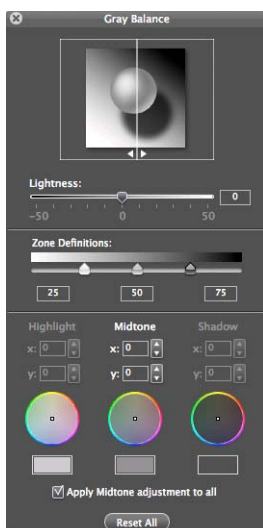 Gray Balance
Lightness:
0
-50 0 50
Zone Definitions:
25 50 75
Highlight Midtone Shadow
x: 0 x: 0 x: 0
y: 0 y: 0 y: 0
Apply Midtone adjustment to all
Reset All